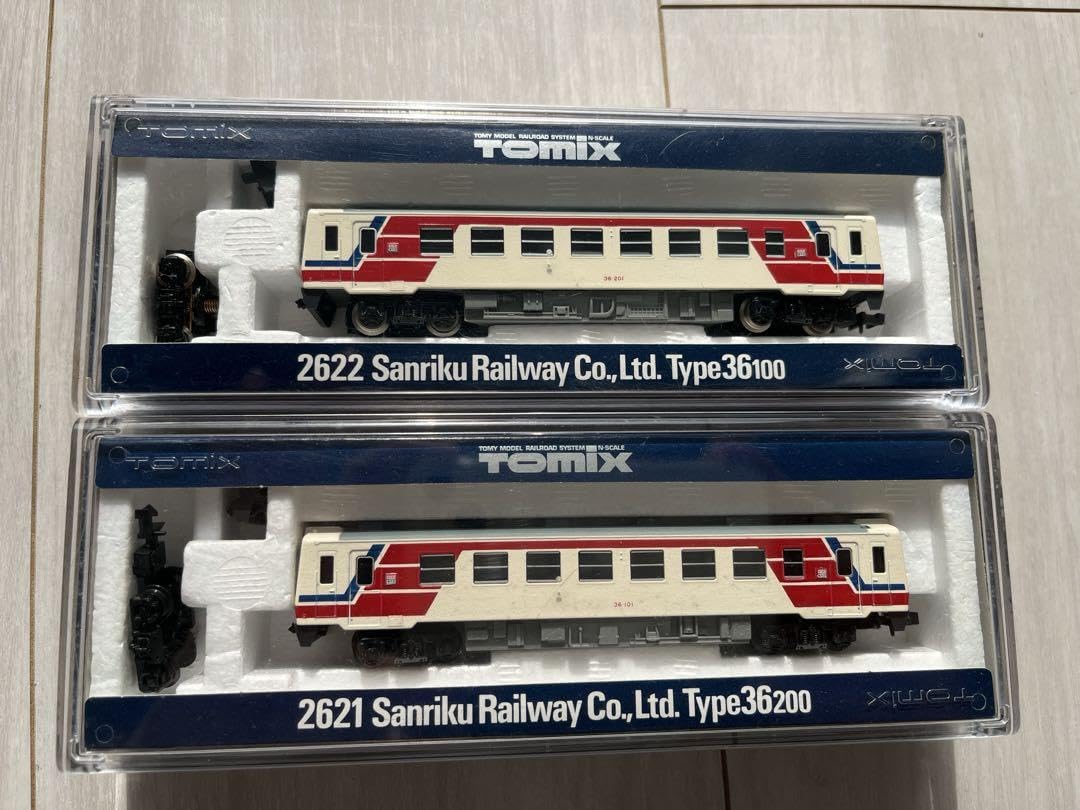 TOMIX
TOMY MODEL RAILROAD SYSTEM N-SCALE
TOMIX
36-201
2622 Sanriku Railway Co., Ltd. Type36100
TOMIX
TOMIX
TOMY MODEL RAILROAD SYSTEM N-SCALE
TOMIX
36-101
2621 Sanriku Railway Co., Ltd. Type36200
TOMIX